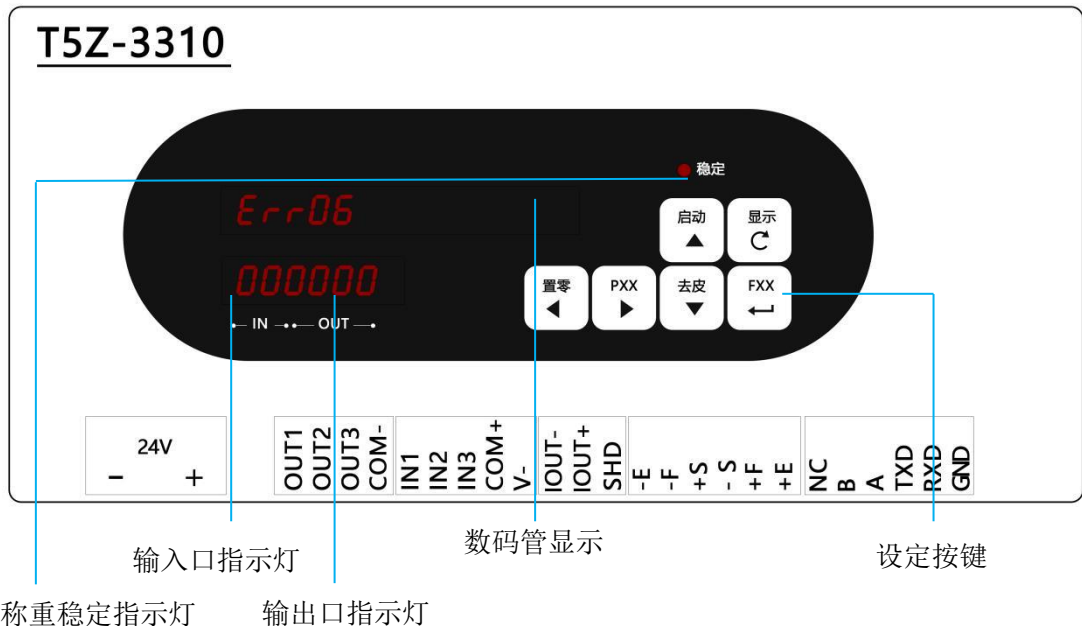 T5Z-3310
稳定
Err06
启动
显示
000000
置零
PXX
去皮
FXX
IN
OUT
24V
- +
OUT1
OUT2
OUT3
COM-
IN1
IN2
IN3
COM+
V-
IOUT-
IOUT+
SHD
-E
-F
+S
-S
+F
+E
NC
B
A
TXD
RXD
GND
输入口指示灯
数码管显示
设定按键
称重稳定指示灯
输出口指示灯